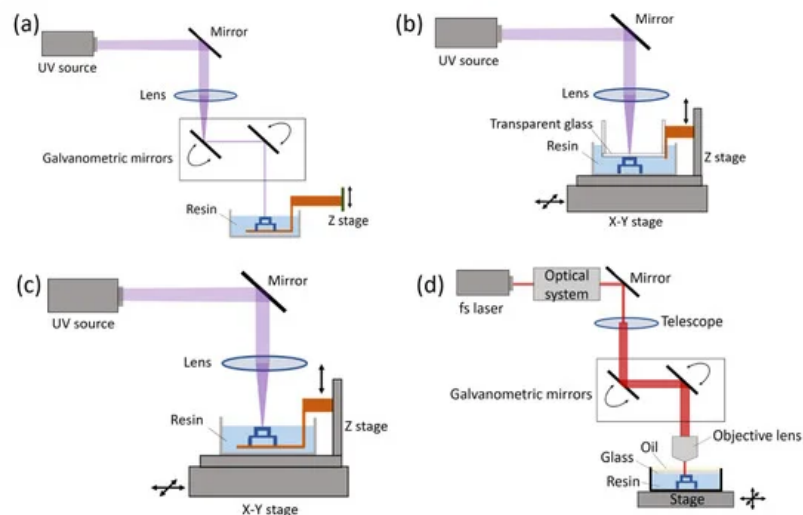 (a)
Mirror
UV source
Lens
Galvanometric mirrors
Resin
Z stage
(b)
Mirror
UV source
Lens
Transparent glass
Resin
Z stage
X-Y stage
(c)
Mirror
UV source
Lens
Resin
Z stage
X-Y stage
(d)
Optical
system
Mirror
fs laser
Telescope
Galvanometric mirrors
Objective lens
Oil
Glass
Resin
Stage